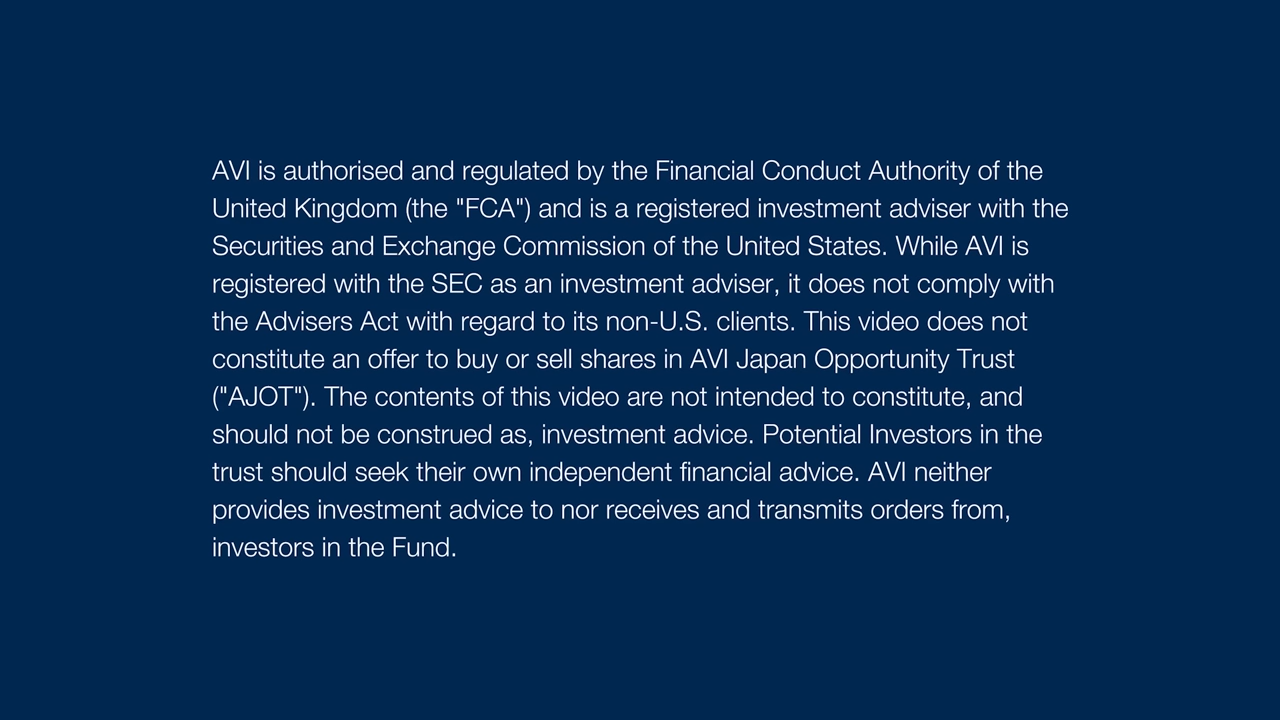 AVI is authorised and regulated by the Financial Conduct Authority of the
United Kingdom (the "FCA") and is a registered investment adviser with the
Securities and Exchange Commission of the United States. While AVI is
registered with the SEC as an investment adviser, it does not comply with
the Advisers Act with regard to its non-U.S. clients. This video does not
constitute an offer to buy or sell shares in AVI Japan Opportunity Trust
("AJOT"). The contents of this video are not intended to constitute, and
should not be construed as, investment advice. Potential Investors in the
trust should seek their own independent financial advice. AVI neither
provides investment advice to nor receives and transmits orders from,
investors in the Fund.